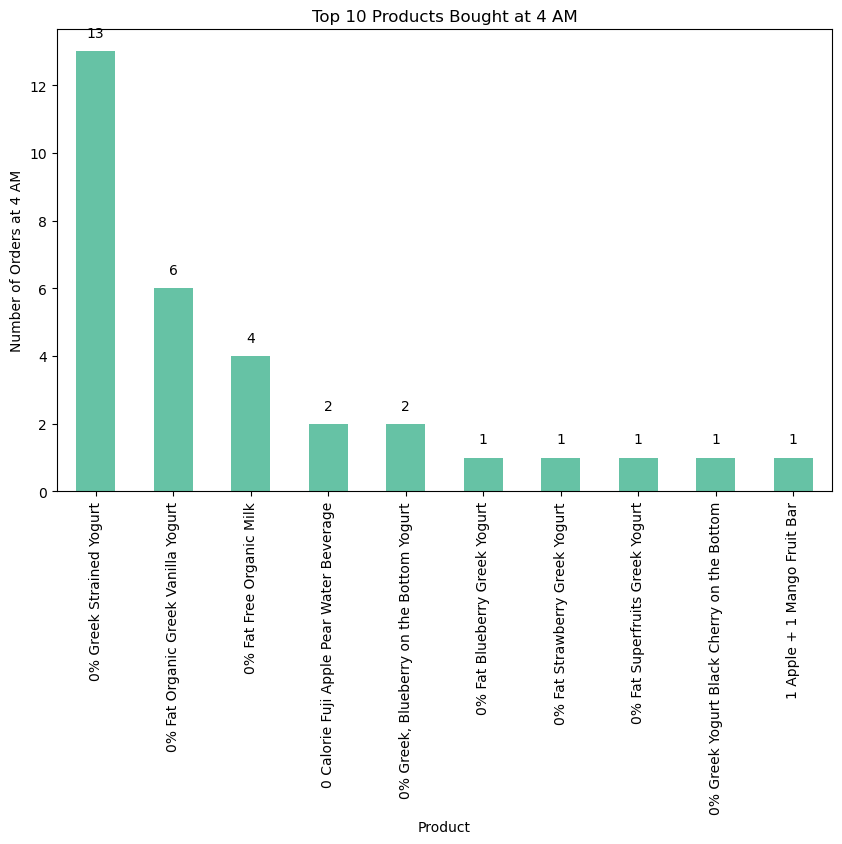 Top 10 Products Bought at 4 AM
13
6
4
2
2
1
1
1
1
1
12
10
8
6
4
2
0
Number of Orders at 4 AM
0% Greek Strained Yogurt
0% Fat Organic Greek Vanilla Yogurt
0% Fat Free Organic Milk
0 Calorie Fuji Apple Pear Water Beverage
0% Greek, Blueberry on the Bottom Yogurt
0% Fat Blueberry Greek Yogurt
0% Fat Strawberry Greek Yogurt
0% Fat Superfruits Greek Yogurt
0% Greek Yogurt Black Cherry on the Bottom
1 Apple + 1 Mango Fruit Bar
Product